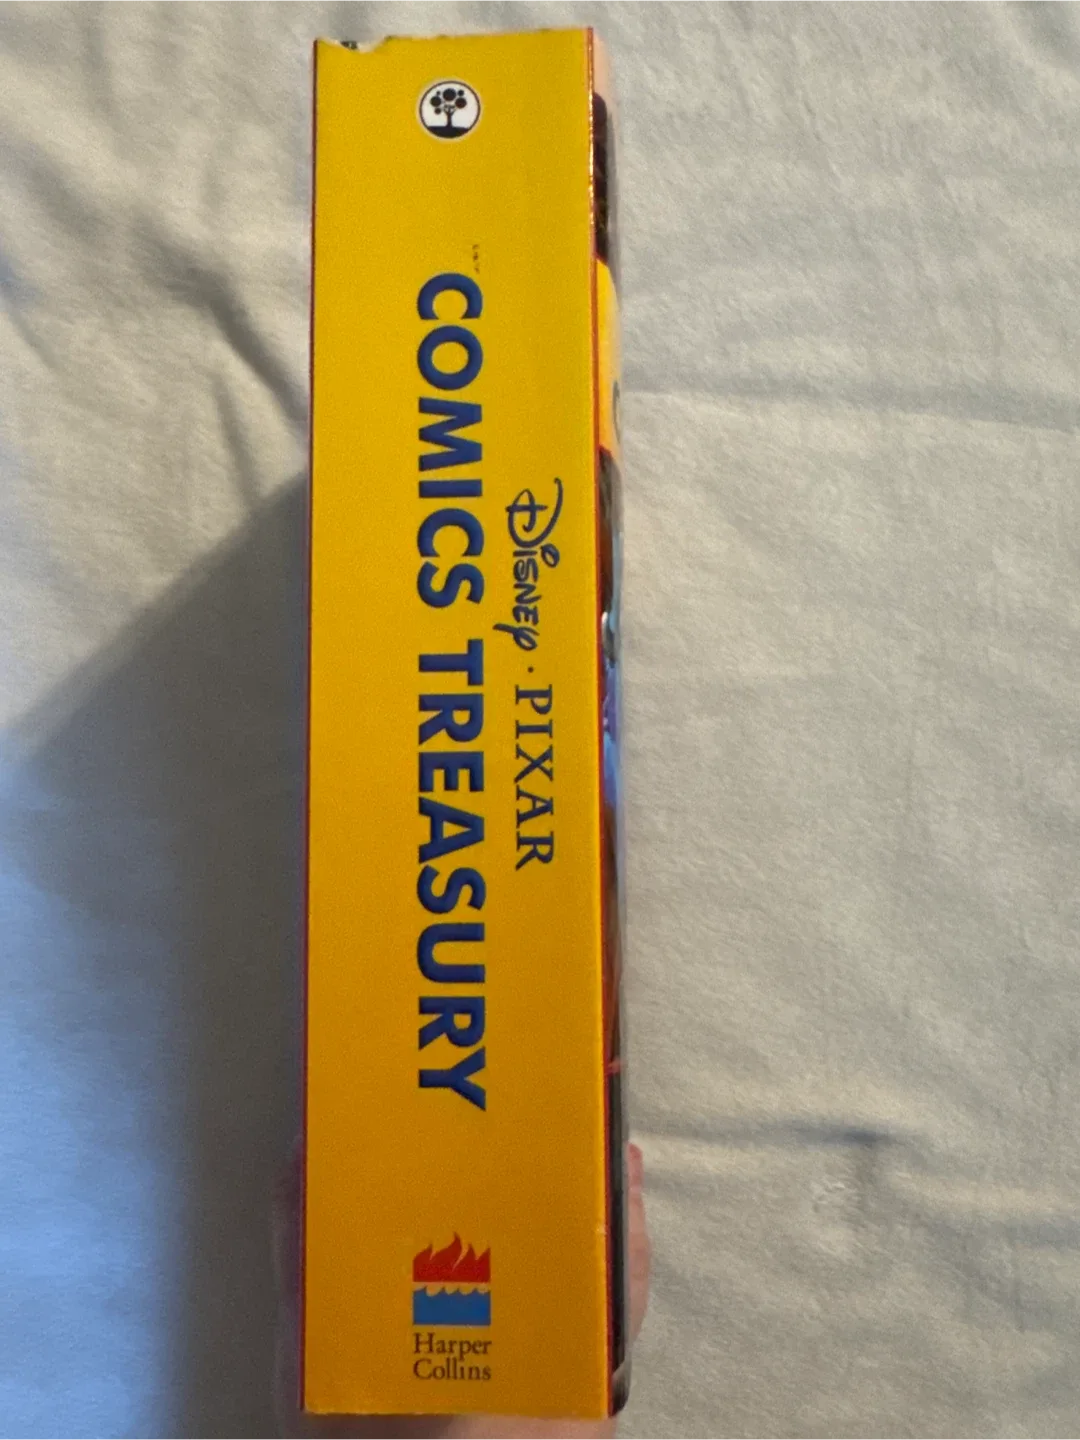 Disney · PIXAR
COMICS TREASURY
Harper
Collins